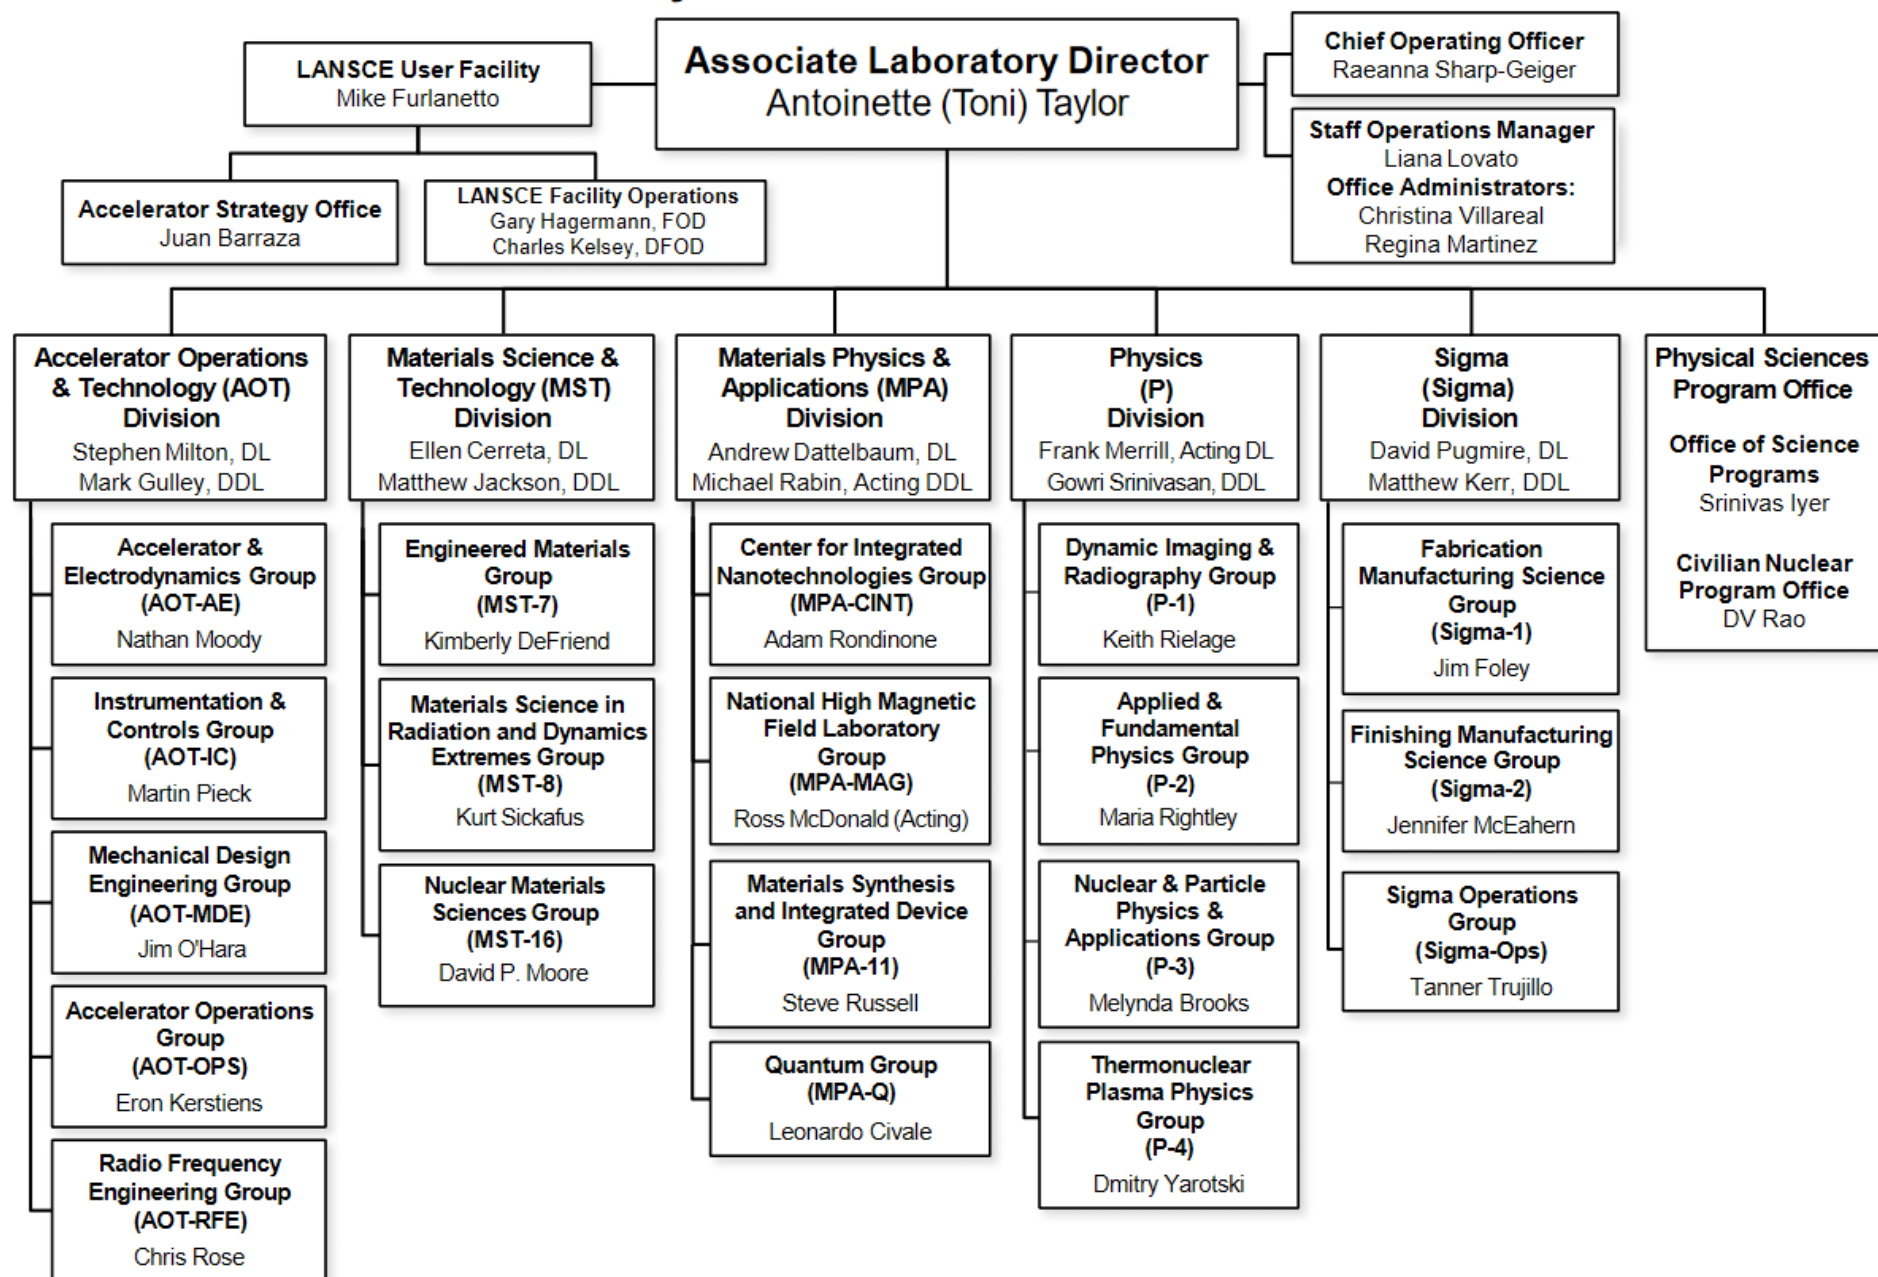 Associate Laboratory Director
Antoinette (Toni) Taylor
LANSCE User Facility
Mike Furlanetto
Chief Operating Officer
Raeanna Sharp-Geiger
Staff Operations Manager
Liana Lovato
Office Administrators:
Christina Villareal
Regina Martinez
Accelerator Strategy Office
Juan Barraza
LANSCE Facility Operations
Gary Hagermann, FOD
Charles Kelsey, DFOD
Accelerator Operations
& Technology (AOT)
Division
Stephen Milton, DL
Mark Gulley, DDL
Accelerator &
Electrodynamics Group
(AOT-AE)
Nathan Moody
Instrumentation &
Controls Group
(AOT-IC)
Martin Pieck
Mechanical Design
Engineering Group
(AOT-MDE)
Jim O'Hara
Accelerator Operations
Group
(AOT-OPS)
Eron Kerstiens
Radio Frequency
Engineering Group
(AOT-RFE)
Chris Rose
Materials Science &
Technology (MST)
Division
Ellen Cerreta, DL
Matthew Jackson, DDL
Engineered Materials
Group
(MST-7)
Kimberly DeFriend
Materials Science in
Radiation and Dynamics
Extremes Group
(MST-8)
Kurt Sickafus
Nuclear Materials
Sciences Group
(MST-16)
David P. Moore
Materials Physics &
Applications (MPA)
Division
Andrew Dattelbaum, DL
Michael Rabin, Acting DDL
Center for Integrated
Nanotechnologies Group
(MPA-CINT)
Adam Rondinone
National High Magnetic
Field Laboratory
Group
(MPA-MAG)
Ross McDonald (Acting)
Materials Synthesis
and Integrated Device
Group
(MPA-11)
Steve Russell
Quantum Group
(MPA-Q)
Leonardo Civale
Physics
(P)
Division
Frank Merrill, Acting DL
Gowri Srinivasan, DDL
Dynamic Imaging &
Radiography Group
(P-1)
Keith Rielage
Applied &
Fundamental
Physics Group
(P-2)
Maria Rightley
Nuclear & Particle
Physics &
Applications Group
(P-3)
Melynda Brooks
Thermonuclear
Plasma Physics
Group
(P-4)
Dmitry Yarotski
Sigma
(Sigma)
Division
David Pugmire, DL
Matthew Kerr, DDL
Fabrication
Manufacturing Science
Group
(Sigma-1)
Jim Foley
Finishing Manufacturing
Science Group
(Sigma-2)
Jennifer McEahern
Sigma Operations
Group
(Sigma-Ops)
Tanner Trujillo
Physical Sciences
Program Office
Office of Science
Programs
Srinivas Iyer
Civilian Nuclear
Program Office
DV Rao